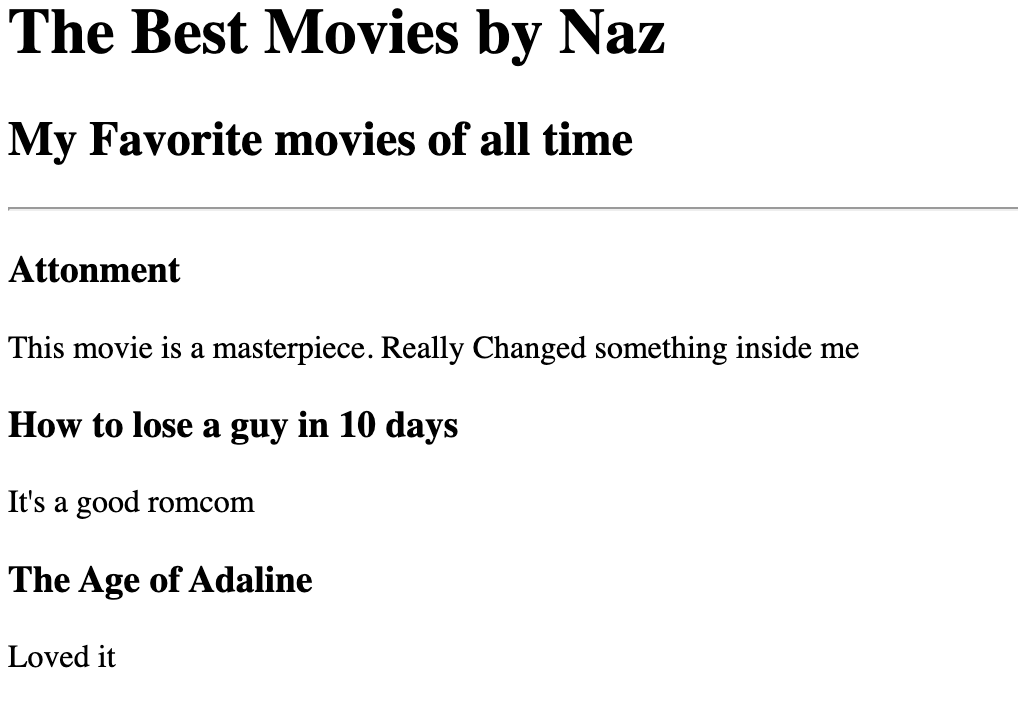 The Best Movies by Naz
My Favorite movies of all time
Attonment
This movie is a masterpiece. Really Changed something inside me
How to lose a guy in 10 days
It's a good romcom
The Age of Adaline
Loved it